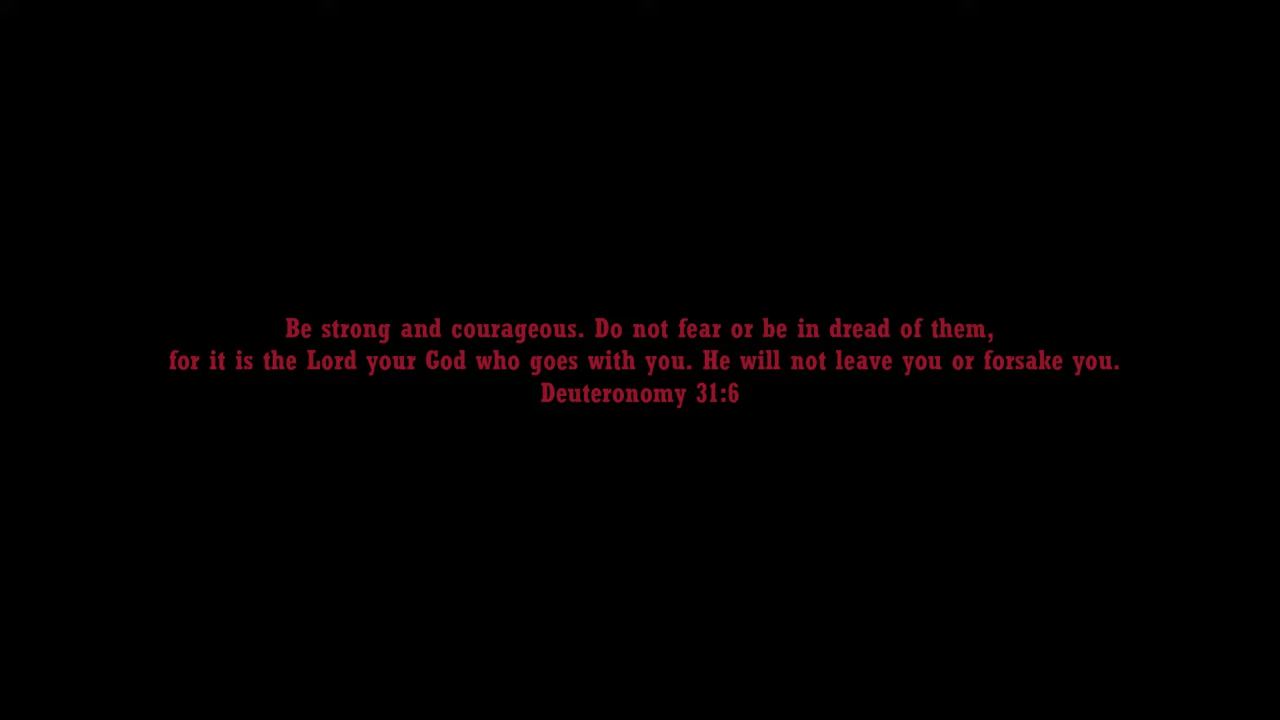 Be strong and courageous. Do not fear or be in dread of them,
for it is the Lord your God who goes with you. He will not leave you or forsake you.
Deuteronomy 31:6